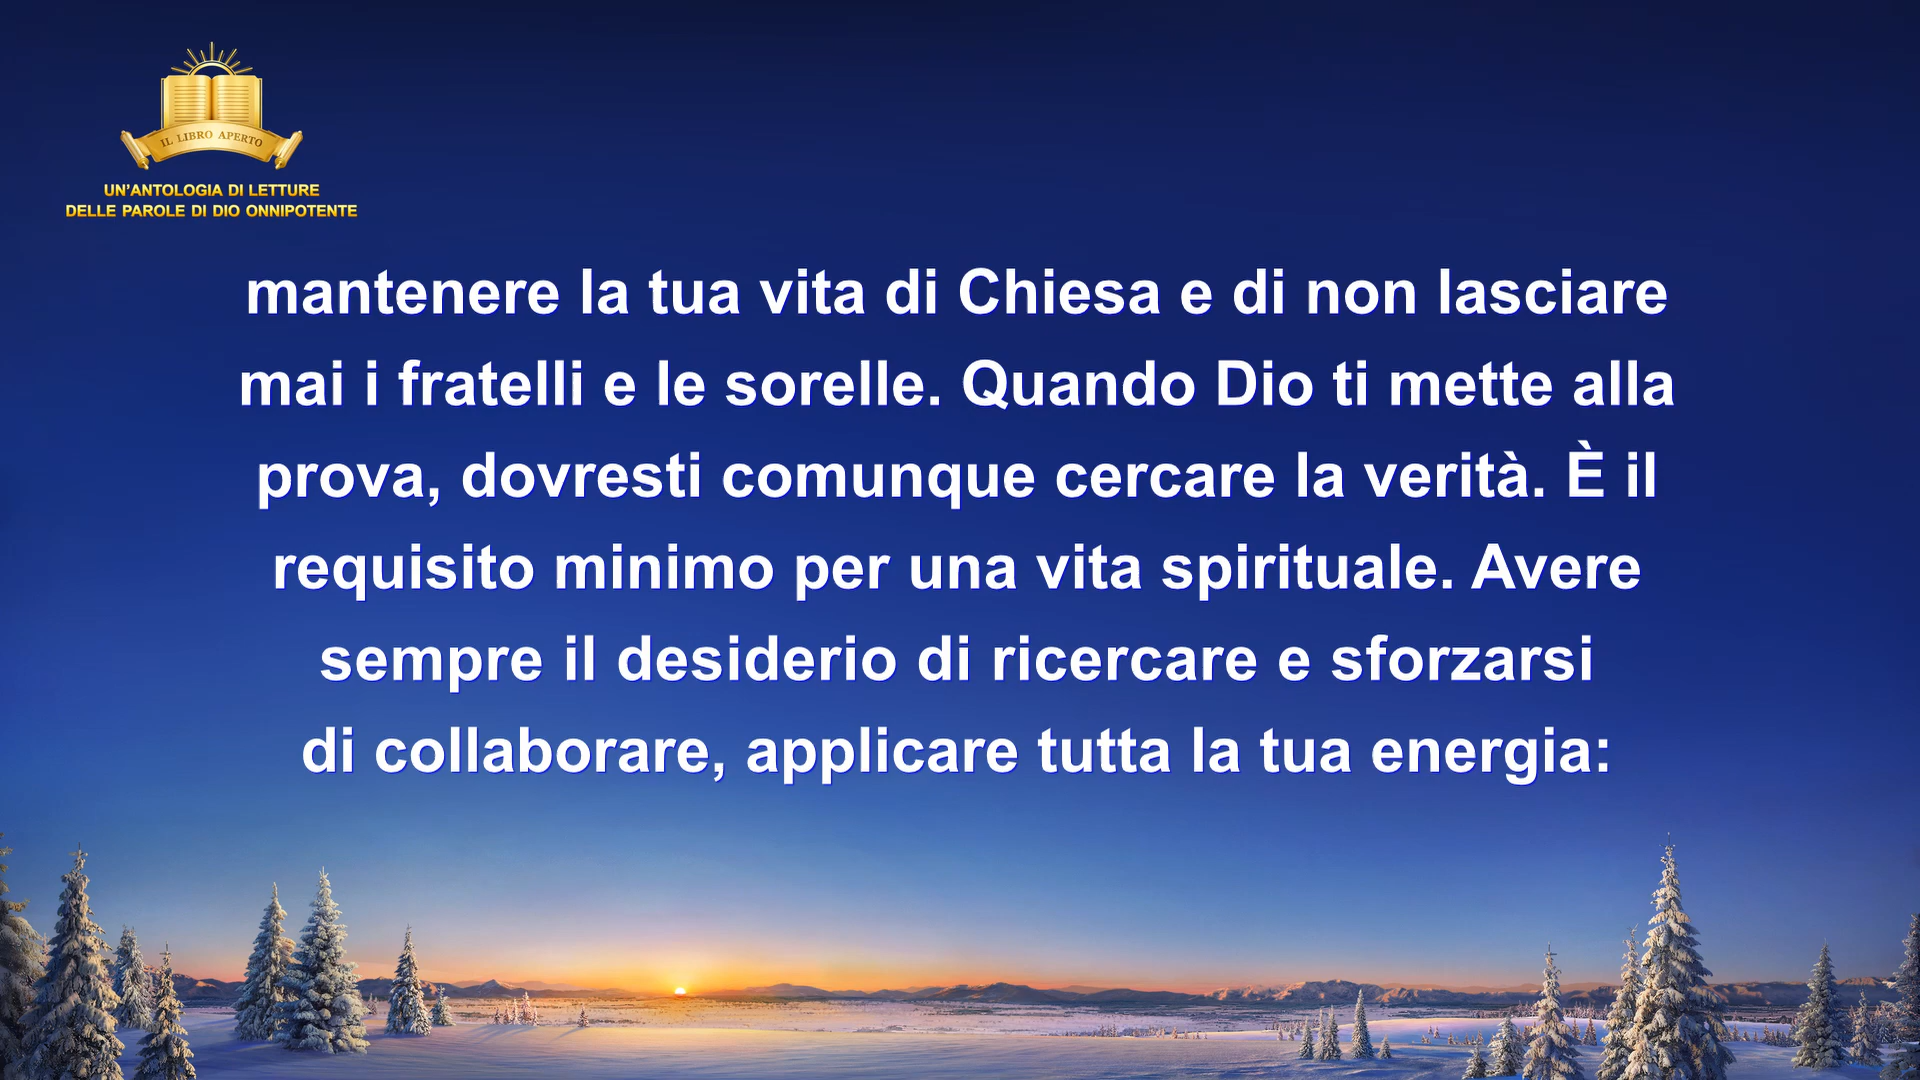 IL LIBRO APERTO
UN'ANTOLOGIA DI LETTURE
DELLE PAROLE DI DIO ONNIPOTENTE
mantenere la tua vita di Chiesa e di non lasciare
mai i fratelli e le sorelle. Quando Dio ti mette alla
prova, dovresti comunque cercare la verità. È il
requisito minimo per una vita spirituale. Avere
sempre il desiderio di ricercare e sforzarsi
di collaborare, applicare tutta la tua energia: